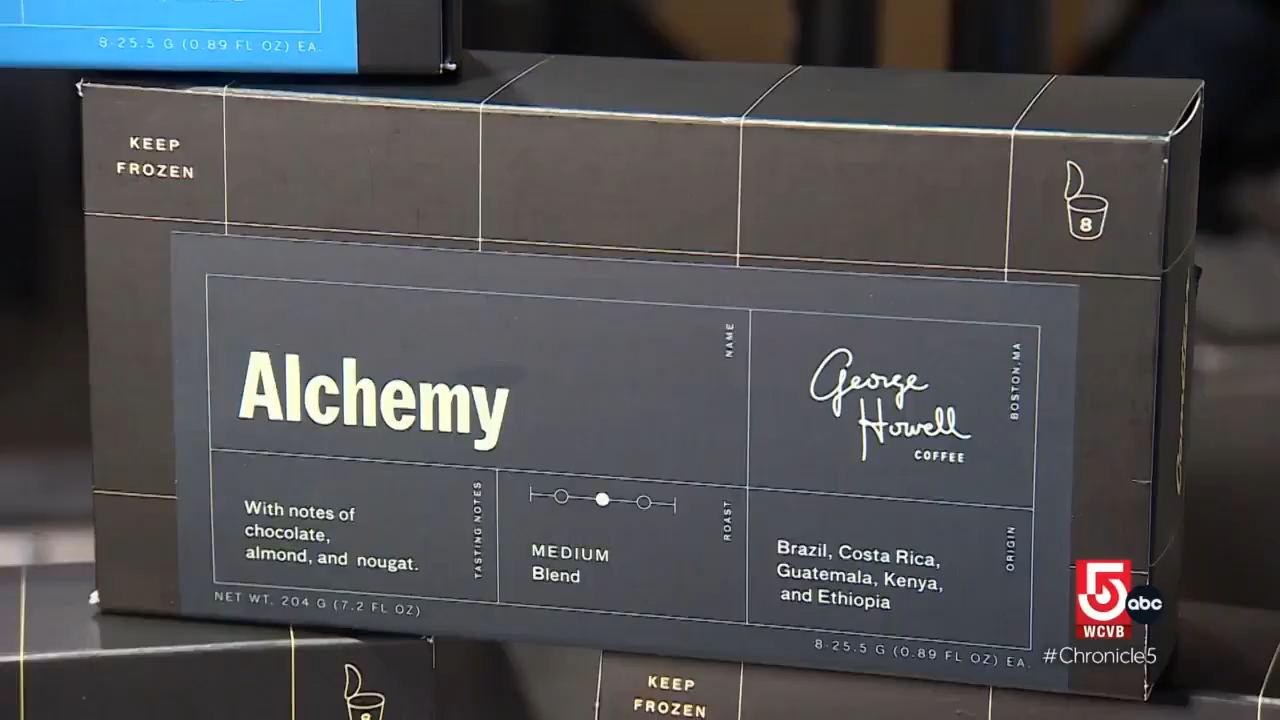 8-25.5 G (0.89 FL OZ) EA.
KEEP
FROZEN
8
Alchemy
NAME
George
Howell
COFFEE
BOSTON, MA
With notes of
chocolate,
almond, and nougat.
TASTING NOTES
MEDIUM
Blend
ROAST
Brazil, Costa Rica,
Guatemala, Kenya,
and Ethiopia
ORIGIN
NET WT. 204 G (7.2 FL OZ)
8-25.5 G (0.89 FL OZ) EA.
5
abc
WCVB
#Chronicle5
8
KEEP
FROZEN